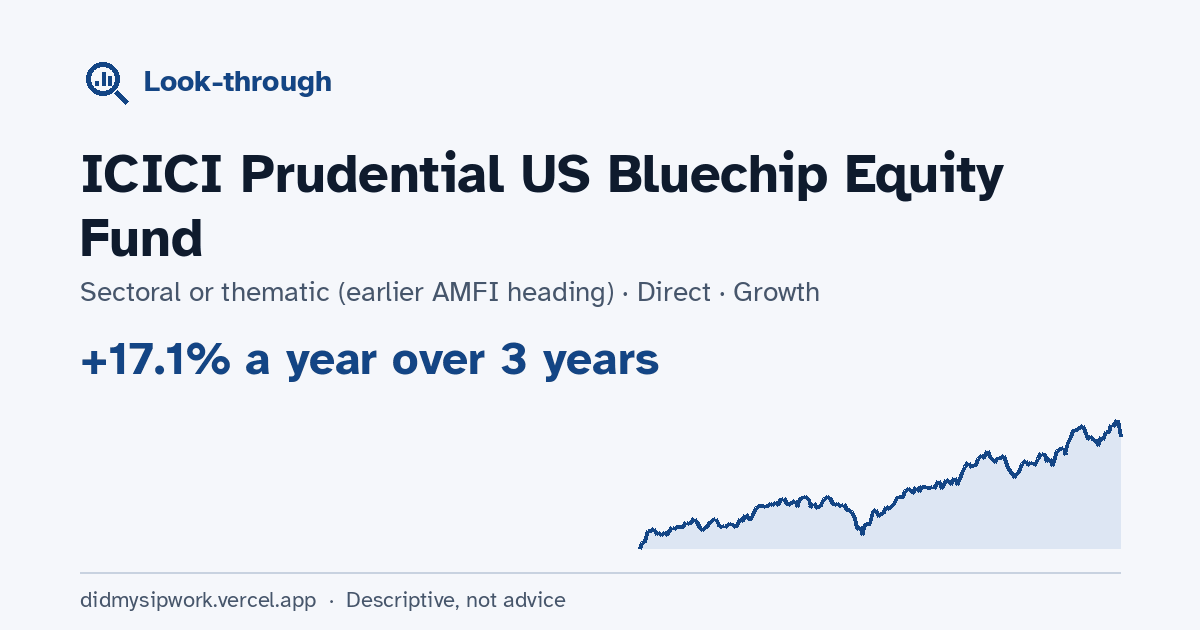 Look-through
ICICI Prudential US Bluechip Equity
Fund
Sectoral or thematic (earlier AMFI heading) · Direct · Growth
+17.1% a year over 3 years
didmysipwork.vercel.app · Descriptive, not advice